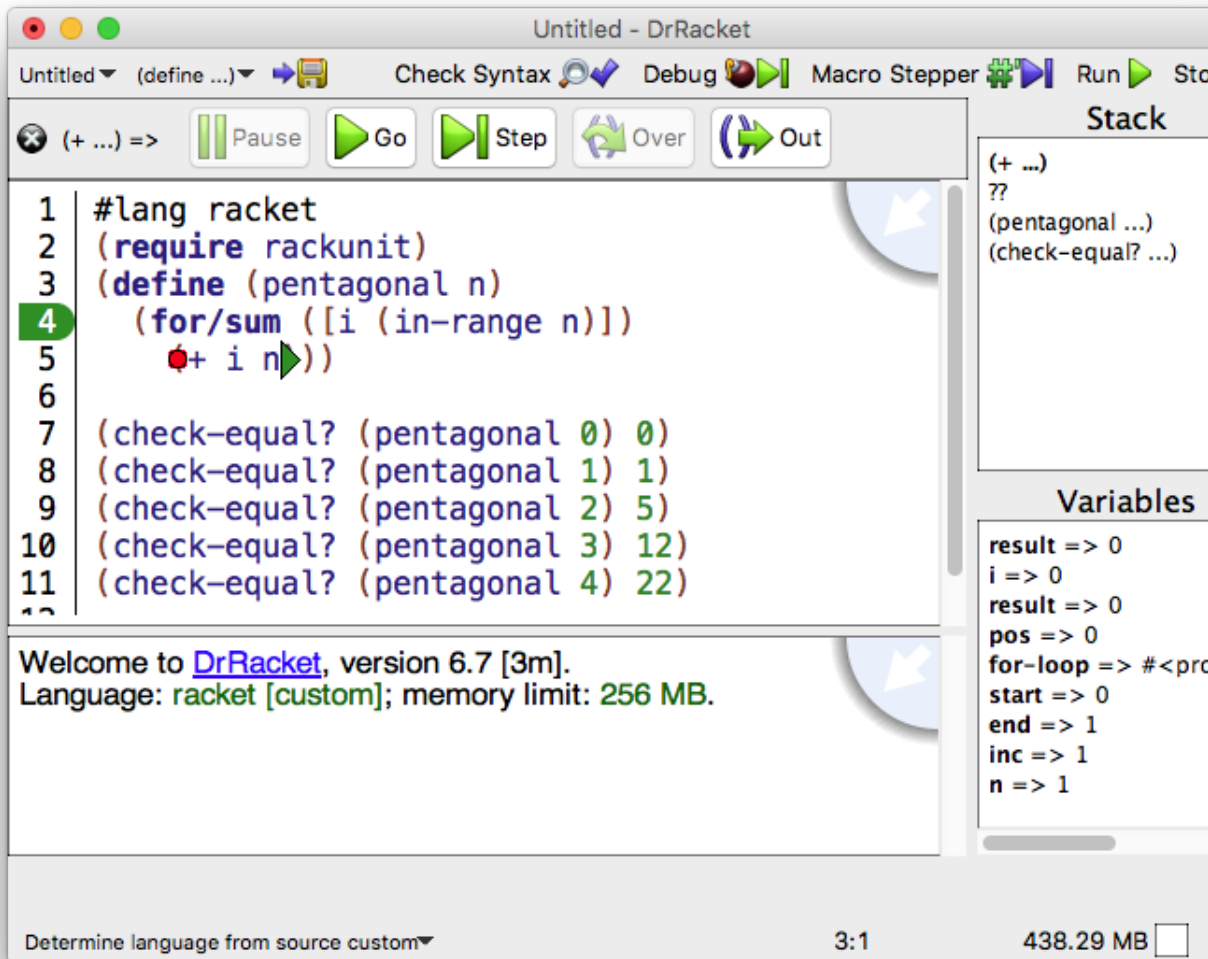 Untitled - DrRacket
Untitled (define ...) Check Syntax Debug Macro Stepper Run
(+ ...) => Pause Go Step Over Out
1 #lang racket
2 (require rackunit)
3 (define (pentagonal n)
4 (for/sum ([i (in-range n)])
5 (+ i n)))
6
7 (check-equal? (pentagonal 0) 0)
8 (check-equal? (pentagonal 1) 1)
9 (check-equal? (pentagonal 2) 5)
10 (check-equal? (pentagonal 3) 12)
11 (check-equal? (pentagonal 4) 22)
Welcome to DrRacket, version 6.7 [3m].
Language: racket [custom]; memory limit: 256 MB.
Stack
(+ ...)
??
(pentagonal ...)
(check-equal? ...)
Variables
result => 0
i => 0
result => 0
pos => 0
for-loop => #<pro
start => 0
end => 1
inc => 1
n => 1
Determine language from source custom 3:1 438.29 MB